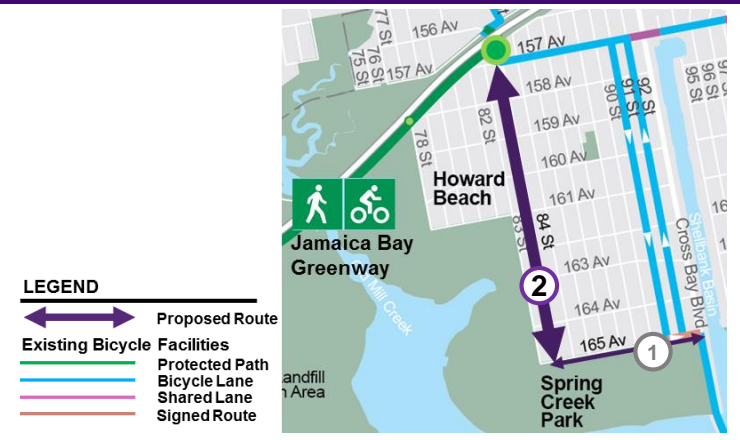 156 Av
77 St
76 St
75 St
157 Av
157 Av
158 Av
82 St
78 St
159 Av
160 Av
161 Av
90 St
91 St
92 St
95 St
96 St
Howard
Beach
83 St
84 St
163 Av
164 Av
165 Av
Cross Bay Blvd
Shellbank Basin
16
Jamaica Bay
Greenway
Mill Creek
2
1
Spring
Creek
Park
andfill
n Area
LEGEND
Proposed Route
Existing Bicycle Facilities
Protected Path
Bicycle Lane
Shared Lane
Signed Route